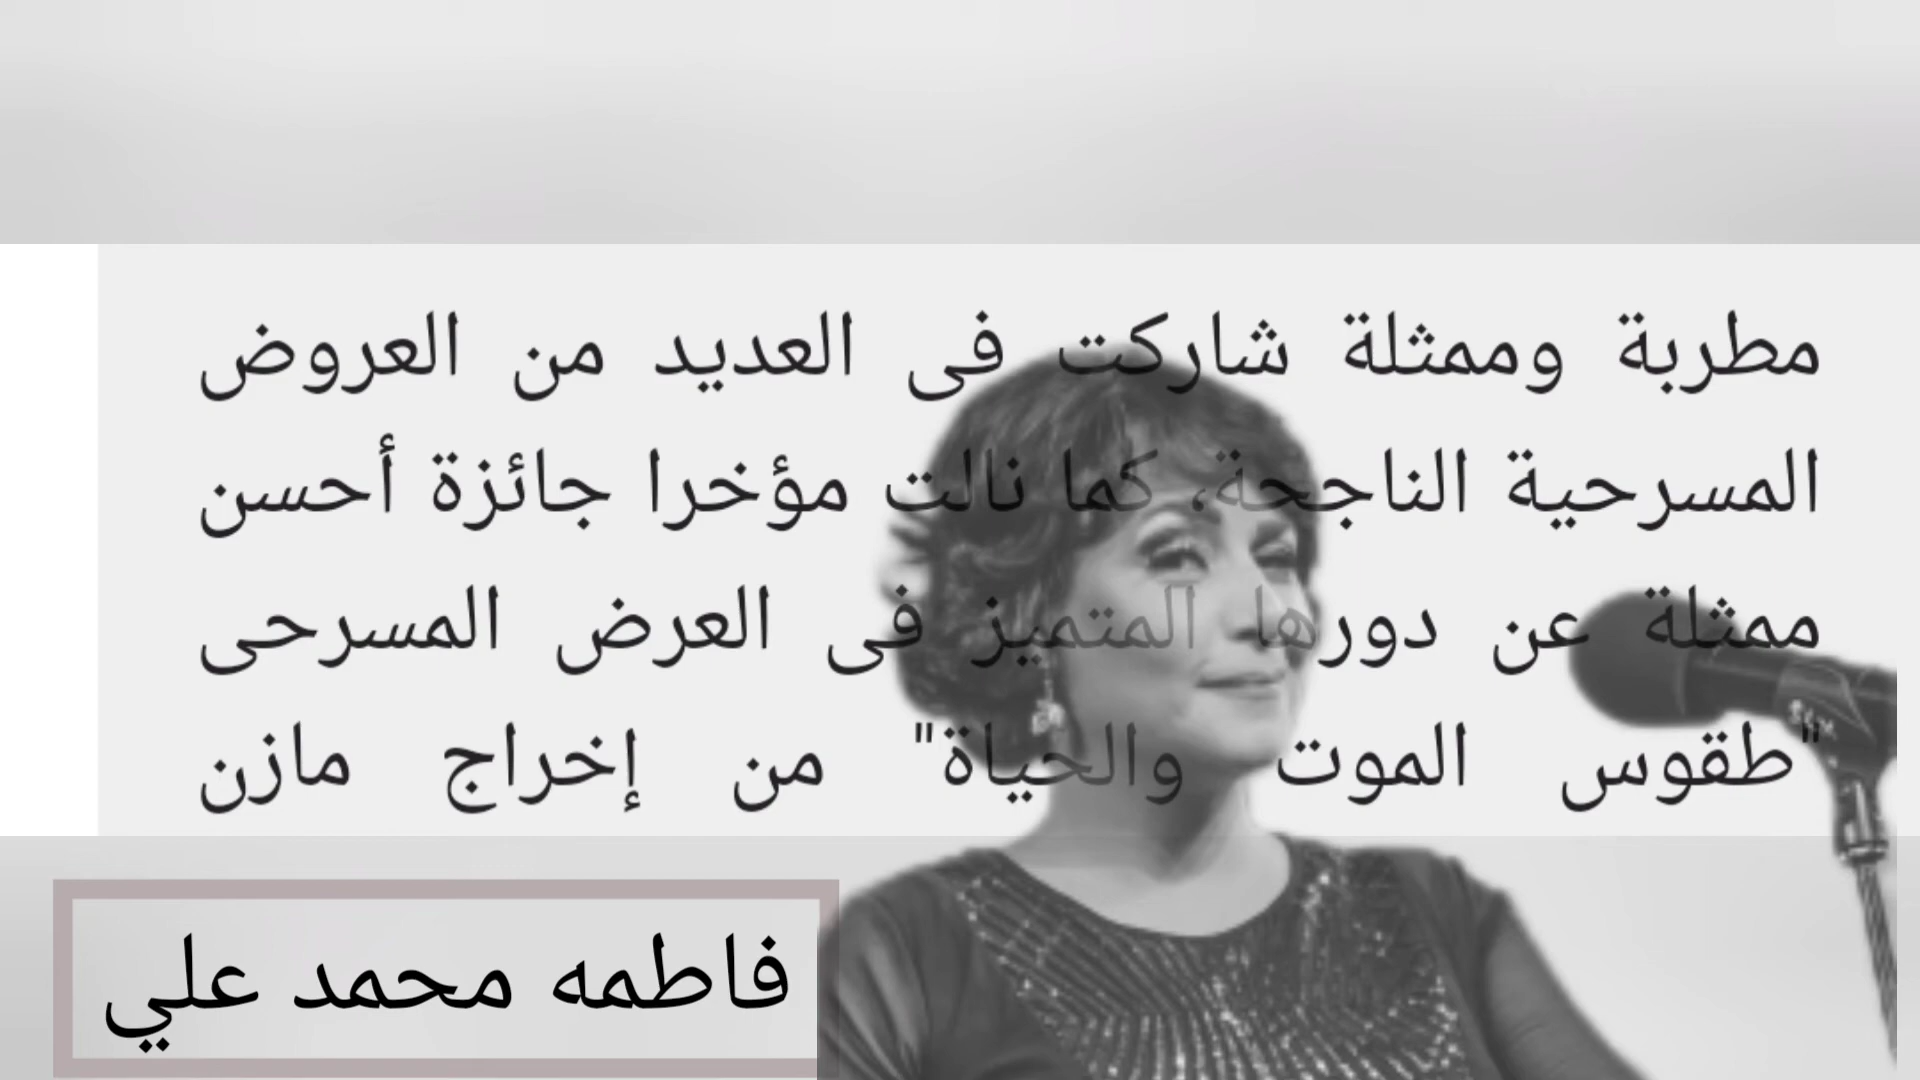 مطربة وممثلة شاركت فى العديد من العروض
المسرحية الناجحة، كما نالت مؤخرا جائزة أحسن
ممثلة عن دورها المتميز فى العرض المسرحى
"طقوس الموت والحياة" من إخراج مازن
فاطمه محمد علي